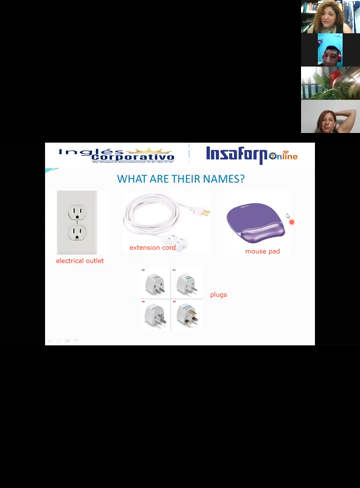 Inglés
Corporativo
Insaforp Online
WHAT ARE THEIR NAMES?
electrical outlet
extension cord
mouse pad
plugs